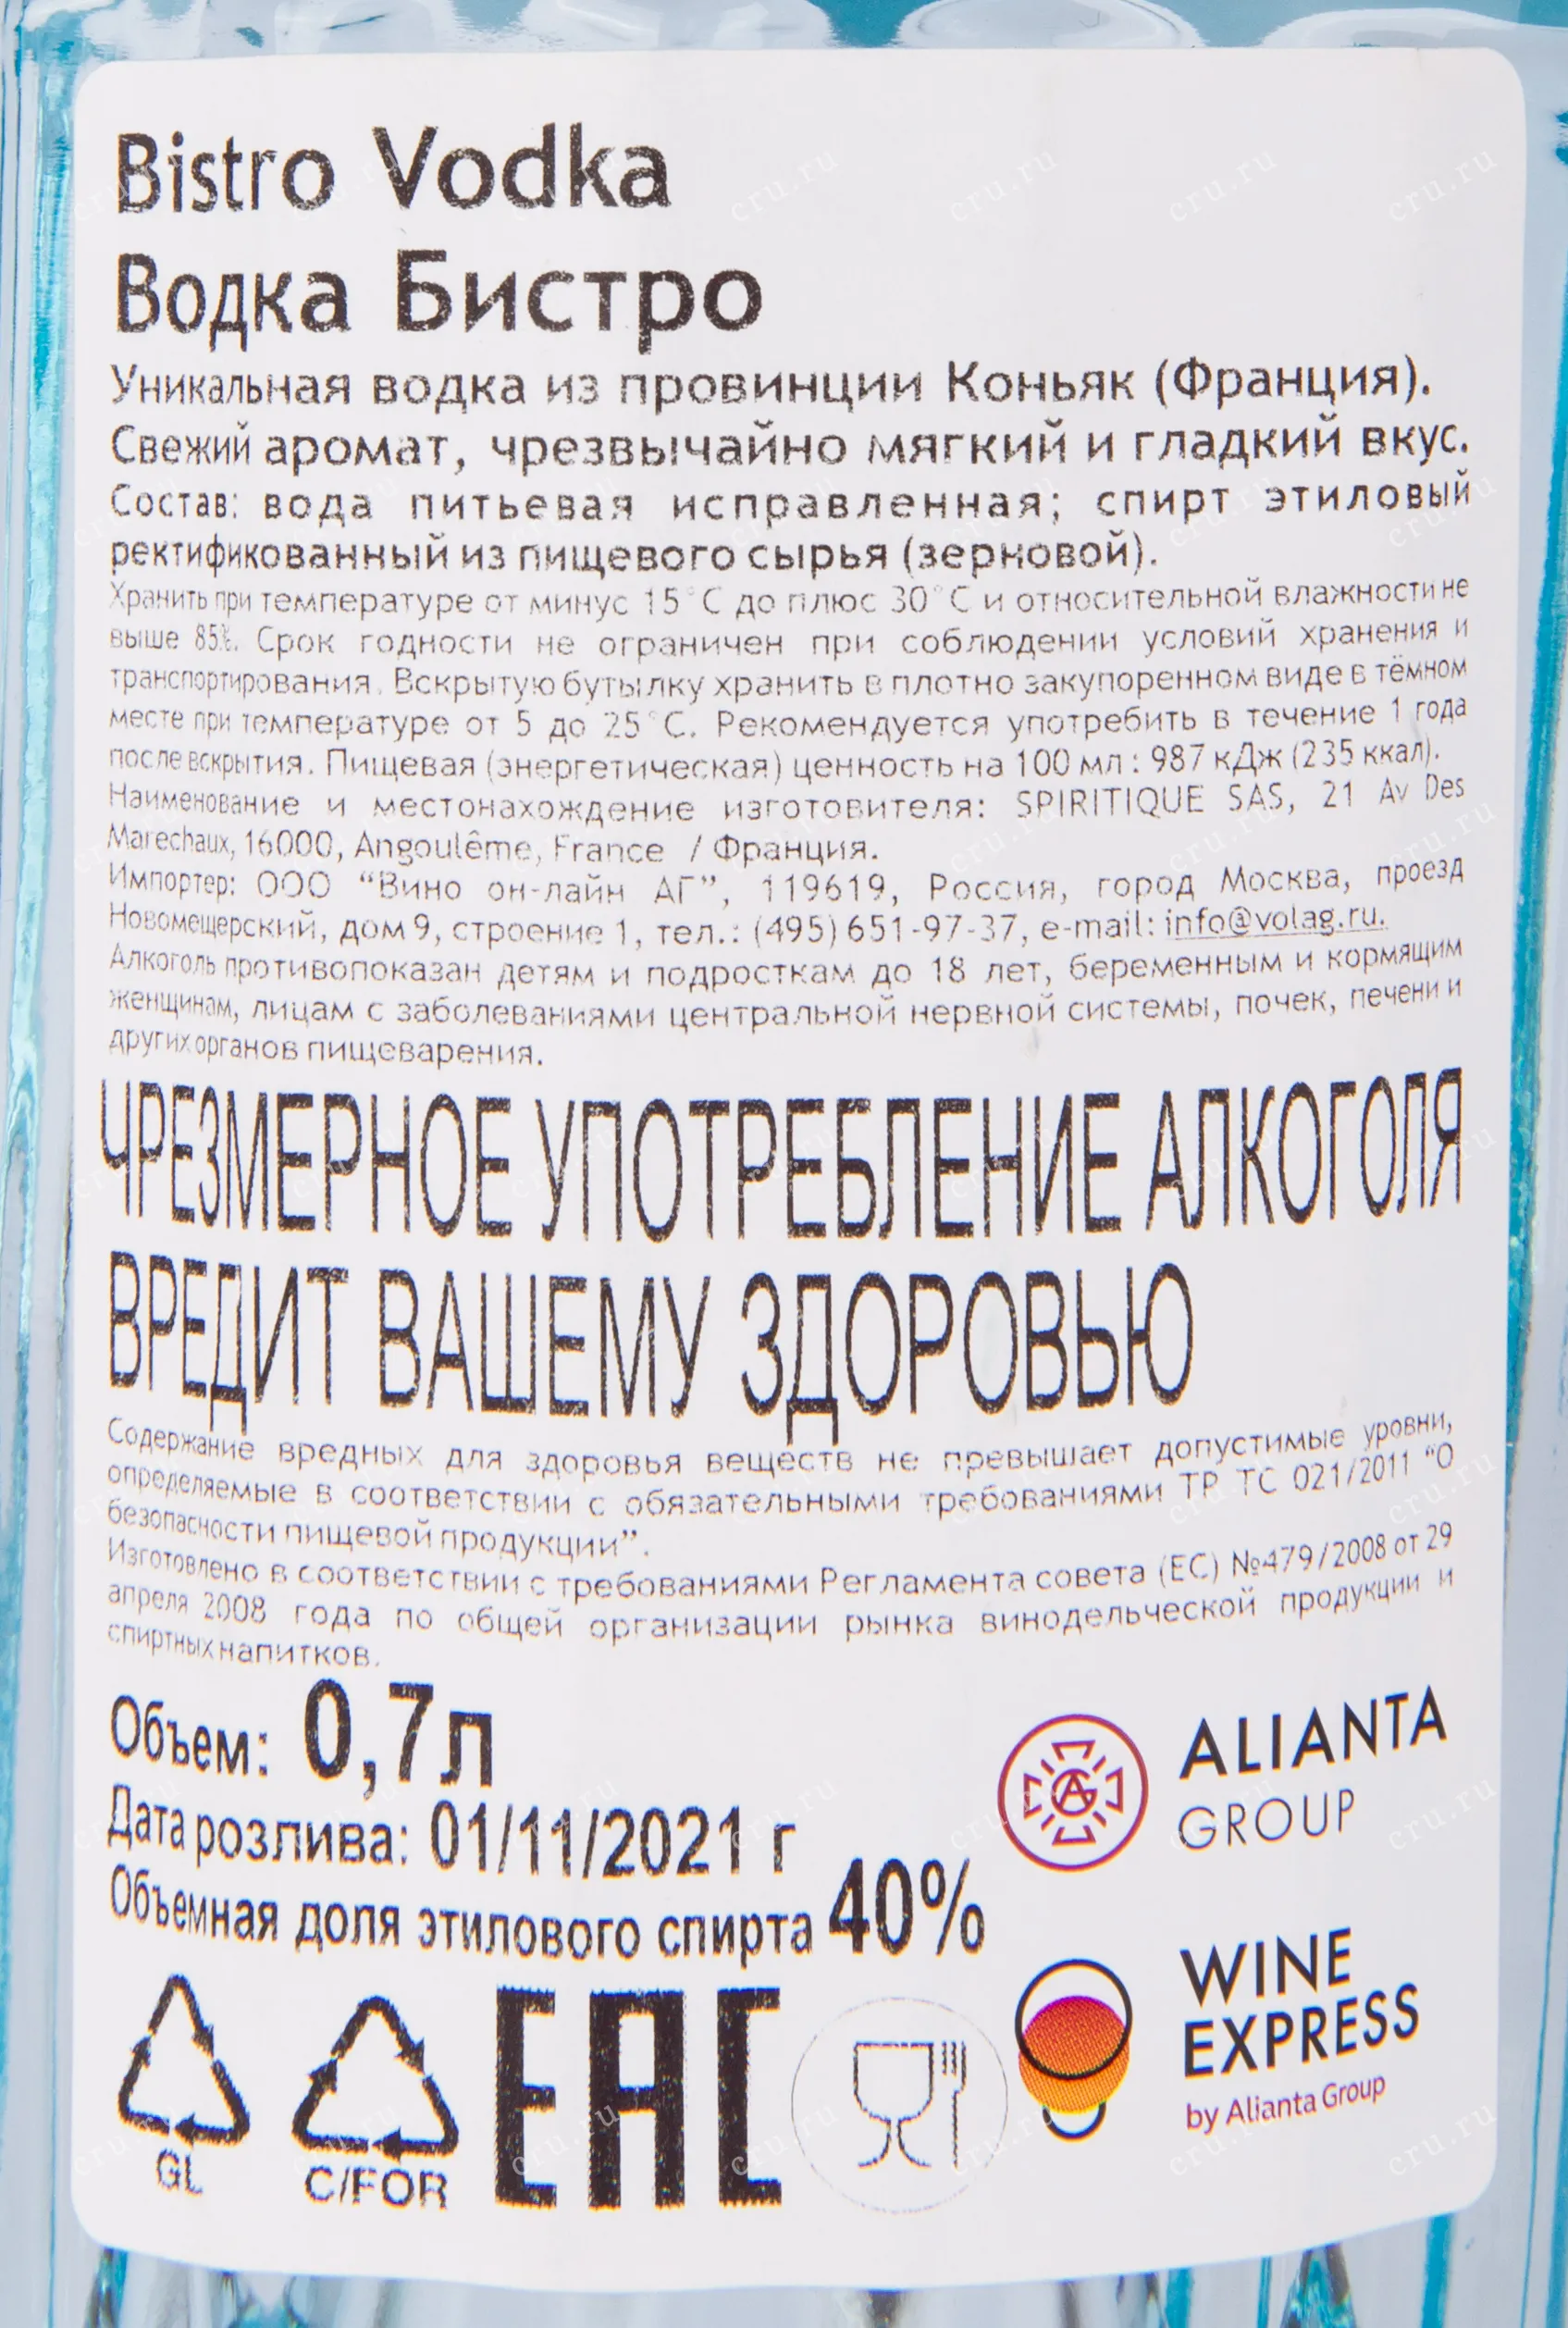 Bistro Vodka
Водка Бистро
Уникальная водка из провинции Коньяк (Франция).
Свежий аромат, чрезвычайно мягкий и гладкий вкус.
Состав: вода питьевая исправленная; спирт этиловый
ректификованный из пищевого сырья (зерновой).
Хранить при температуре от минус 15°С до плюс 30°С и относительной влажности не
выше 85%. Срок годности не ограничен при соблюдении условий хранения и
транспортирования. Вскрытую бутылку хранить в плотно закупоренном виде в тёмном
месте при температуре от 5 до 25°С. Рекомендуется употребить в течение 1 года
после вскрытия. Пищевая (энергетическая) ценность на 100 мл : 987 кДж (235 ккал).
Наименование и местонахождение изготовителя: SPIRITIQUE SAS, 21 Av Des
Marechaux, 16000, Angoulême, France / Франция.
Импортер: ООО “Вино он-лайн АГ”, 119619, Россия, город Москва, проезд
Новомещерский, дом 9, строение 1, тел.: (495) 651-97-37, e-mail: info@volag.ru.
Алкоголь противопоказан детям и подросткам до 18 лет, беременным и кормящим
женщинам, лицам с заболеваниями центральной нервной системы, почек, печени и
других органов пищеварения.
ЧРЕЗМЕРНОЕ УПОТРЕБЛЕНИЕ АЛКОГОЛЯ
ВРЕДИТ ВАШЕМУ ЗДОРОВЬЮ
Содержание вредных для здоровья веществ не превышает допустимые уровни,
определяемые в соответствии с обязательными требованиями ТР ТС 021/2011 “О
безопасности пищевой продукции”.
Изготовлено в соответствии с требованиями Регламента совета (ЕС) №479/2008 от 29
апреля 2008 года по общей организации рынка винодельческой продукции и
спиртных напитков.
Объем: 0,7л
Дата розлива: 01/11/2021 г
Объемная доля этилового спирта 40%
ALIANTA
GROUP
WINE
EXPRESS
by Alianta Group
GL
C/FOR
EAC
cru.ru